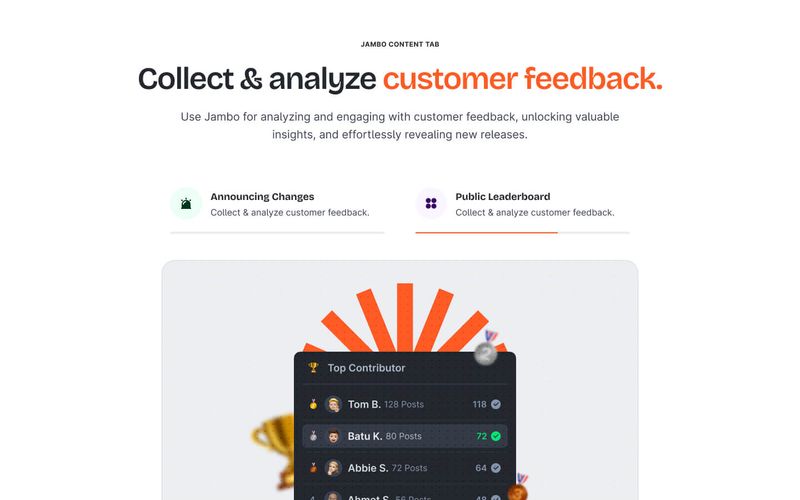 JAMBO CONTENT TAB
Collect & analyze customer feedback.
Use Jambo for analyzing and engaging with customer feedback, unlocking valuable
insights, and effortlessly revealing new releases.
Announcing Changes
Collect & analyze customer feedback.
Public Leaderboard
Collect & analyze customer feedback.
2
Top Contributor
Tom B. 128 Posts 118
Batu K. 80 Posts 72
Abbie S. 72 Posts 64
4 Ahmet S. 56 Posts 48